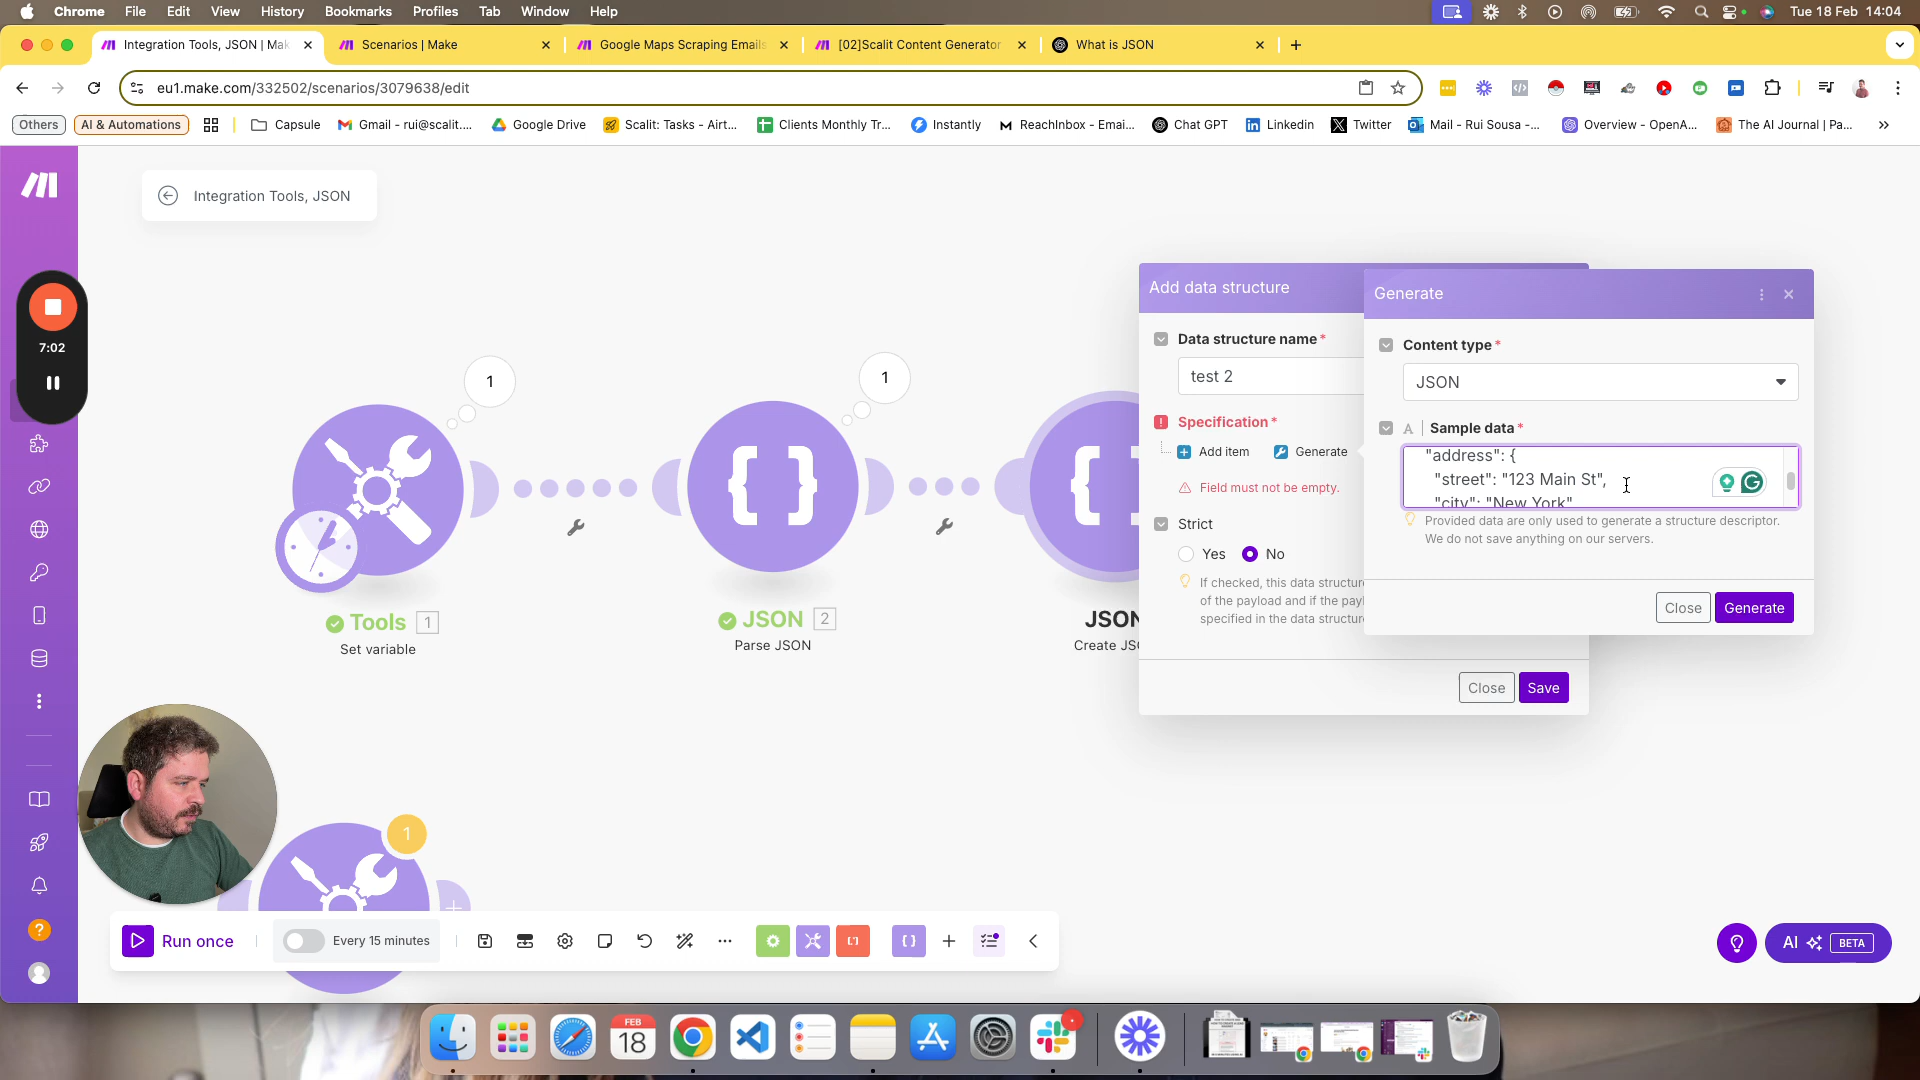 Chrome File Edit View History Bookmarks Profiles Tab Window Help Tue 18 Feb 14:04
Integration Tools, JSON | Mak
Scenarios | Make
Google Maps Scraping Emails
[02]Scalit Content Generator
What is JSON
eu1.make.com/332502/scenarios/3079638/edit
Others
AI & Automations
Capsule
Gmail - rui@scalit....
Google Drive
Scalit: Tasks - Airt...
Clients Monthly Tr...
Instantly
ReachInbox - Emai...
Chat GPT
Linkedin
Twitter
Mail - Rui Sousa -...
Overview - OpenA...
The AI Journal | Pa...
»
Integration Tools, JSON
7:02
1
1
Tools 1
Set variable
JSON 2
Parse JSON
JSON
Create JSO
1
Add data structure
Data structure name *
test 2
Specification *
Add item
Generate
Field must not be empty.
Strict
Yes
No
If checked, this data structure
of the payload and if the payl
specified in the data structure
Close
Save
Generate
Content type *
JSON
A Sample data *
"address": {
"street": "123 Main St",
"city": "New York"
Provided data are only used to generate a structure descriptor.
We do not save anything on our servers.
Close
Generate
Run once
Every 15 minutes
AI BETA
FEB
18